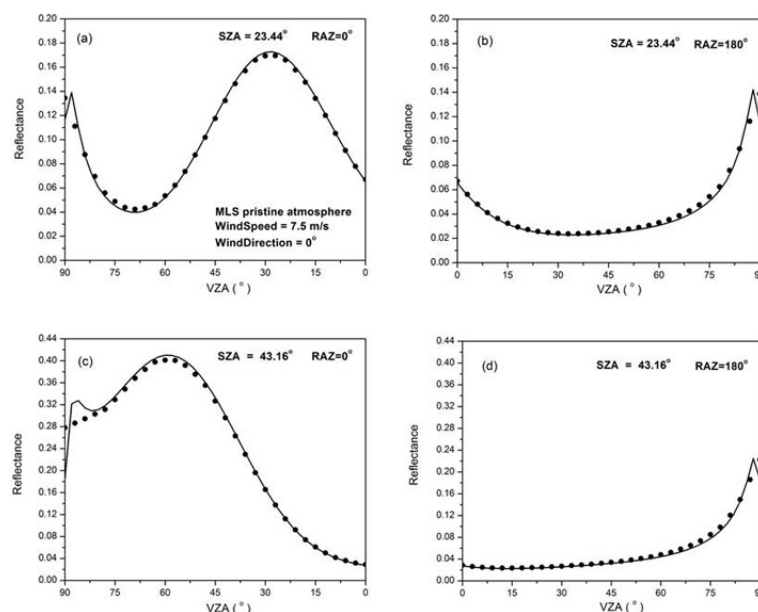 (a)
SZA = 23.44° RAZ=0°
0.20
0.18
0.16
0.14
0.12
0.10
0.08
0.06
0.04
0.02
0.00
Reflectance
MLS pristine atmosphere
WindSpeed = 7.5 m/s
WindDirection = 0°
90 75 60 45 30 15 0
VZA ( ° )
(b)
SZA = 23.44° RAZ=180°
0.20
0.18
0.16
0.14
0.12
0.10
0.08
0.06
0.04
0.02
0.00
Reflectance
0 15 30 45 60 75
VZA ( ° )
(c)
SZA = 43.16° RAZ=0°
0.44
0.40
0.36
0.32
0.28
0.24
0.20
0.16
0.12
0.08
0.04
0.00
Reflectance
90 75 60 45 30 15 0
VZA ( ° )
(d)
SZA = 43.16° RAZ=180°
0.44
0.40
0.36
0.32
0.28
0.24
0.20
0.16
0.12
0.08
0.04
0.00
Reflectance
0 15 30 45 60 75
VZA ( ° )